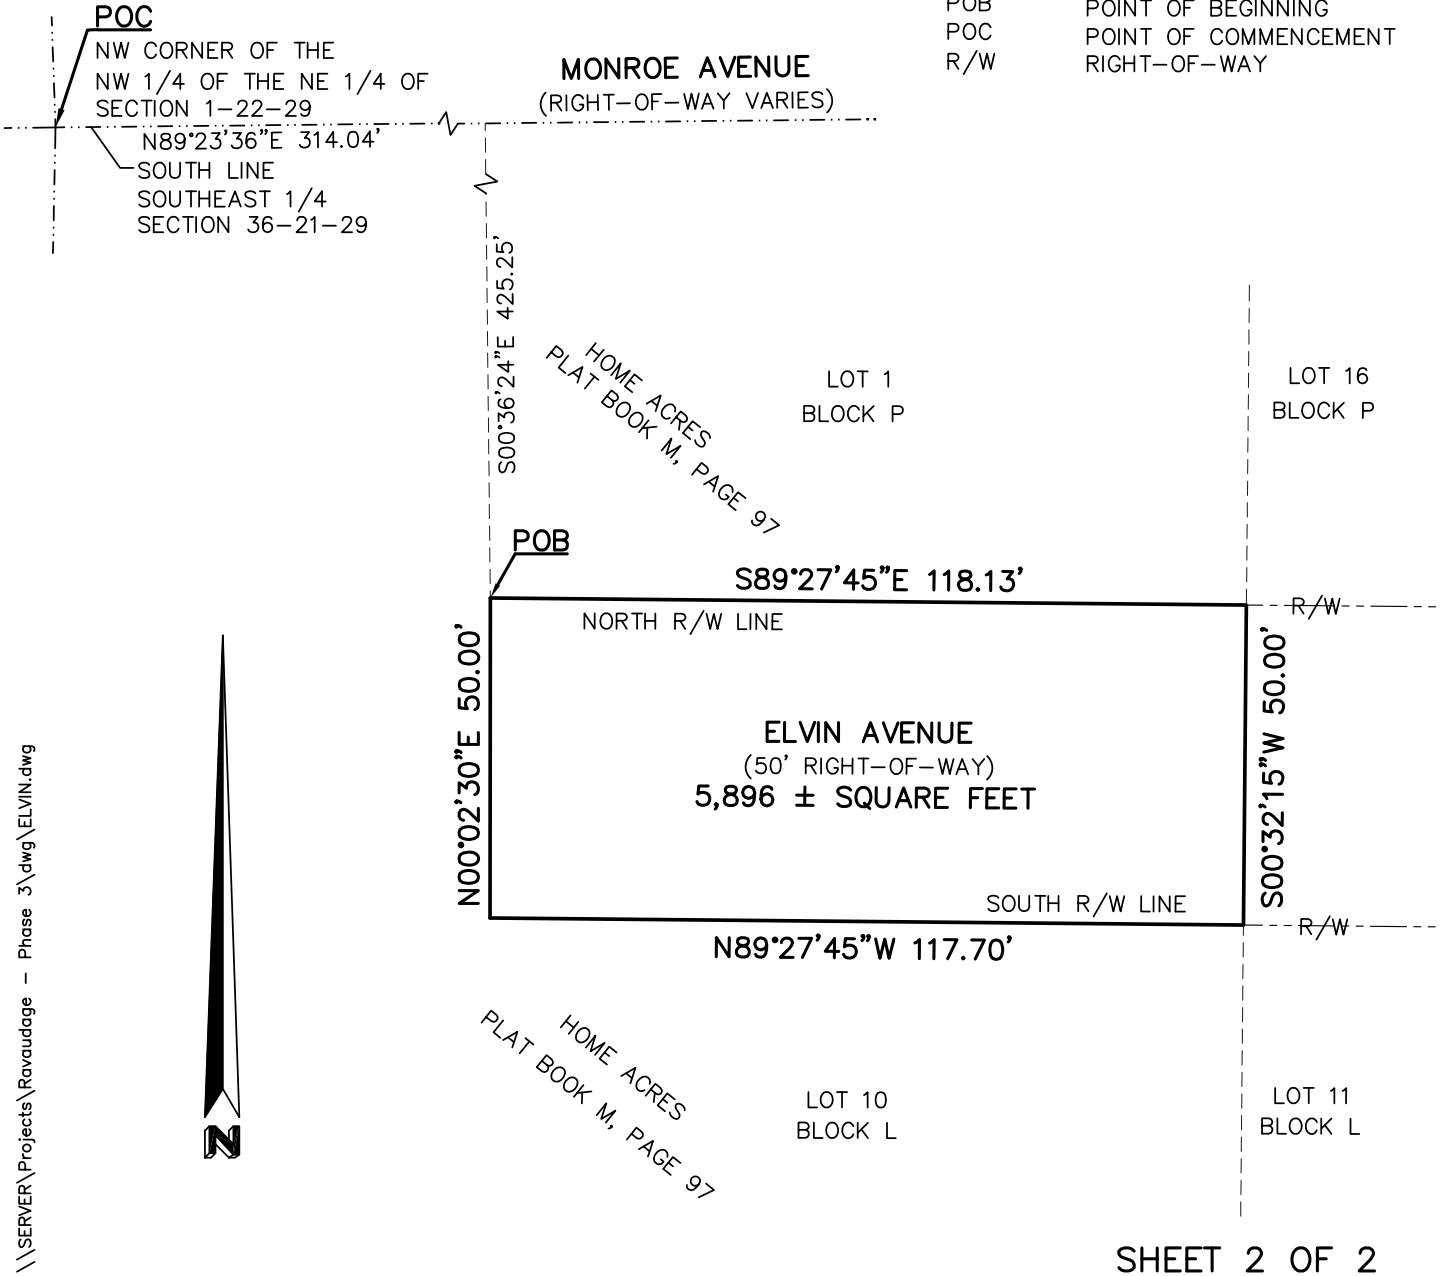 POC
NW CORNER OF THE
NW 1/4 OF THE NE 1/4 OF
SECTION 1-22-29
N89°23'36"E 314.04'
SOUTH LINE
SOUTHEAST 1/4
SECTION 36-21-29
MONROE AVENUE
(RIGHT-OF-WAY VARIES)
POB POINT OF BEGINNING
POC POINT OF COMMENCEMENT
R/W RIGHT-OF-WAY
S00°36'24"E 425.25'
HOME ACRES
PLAT BOOK M, PAGE 97
LOT 1
BLOCK P
LOT 16
BLOCK P
POB
S89°27'45"E 118.13'
R/W
NORTH R/W LINE
N00°02'30"E 50.00'
ELVIN AVENUE
(50' RIGHT-OF-WAY)
5,896 ± SQUARE FEET
S00°32'15"W 50.00'
SOUTH R/W LINE
R/W
N89°27'45"W 117.70'
HOME ACRES
PLAT BOOK M, PAGE 97
LOT 10
BLOCK L
LOT 11
BLOCK L
N
\\SERVER\Projects\Ravaudage - Phase 3\dwg\ELVIN.dwg
SHEET 2 OF 2